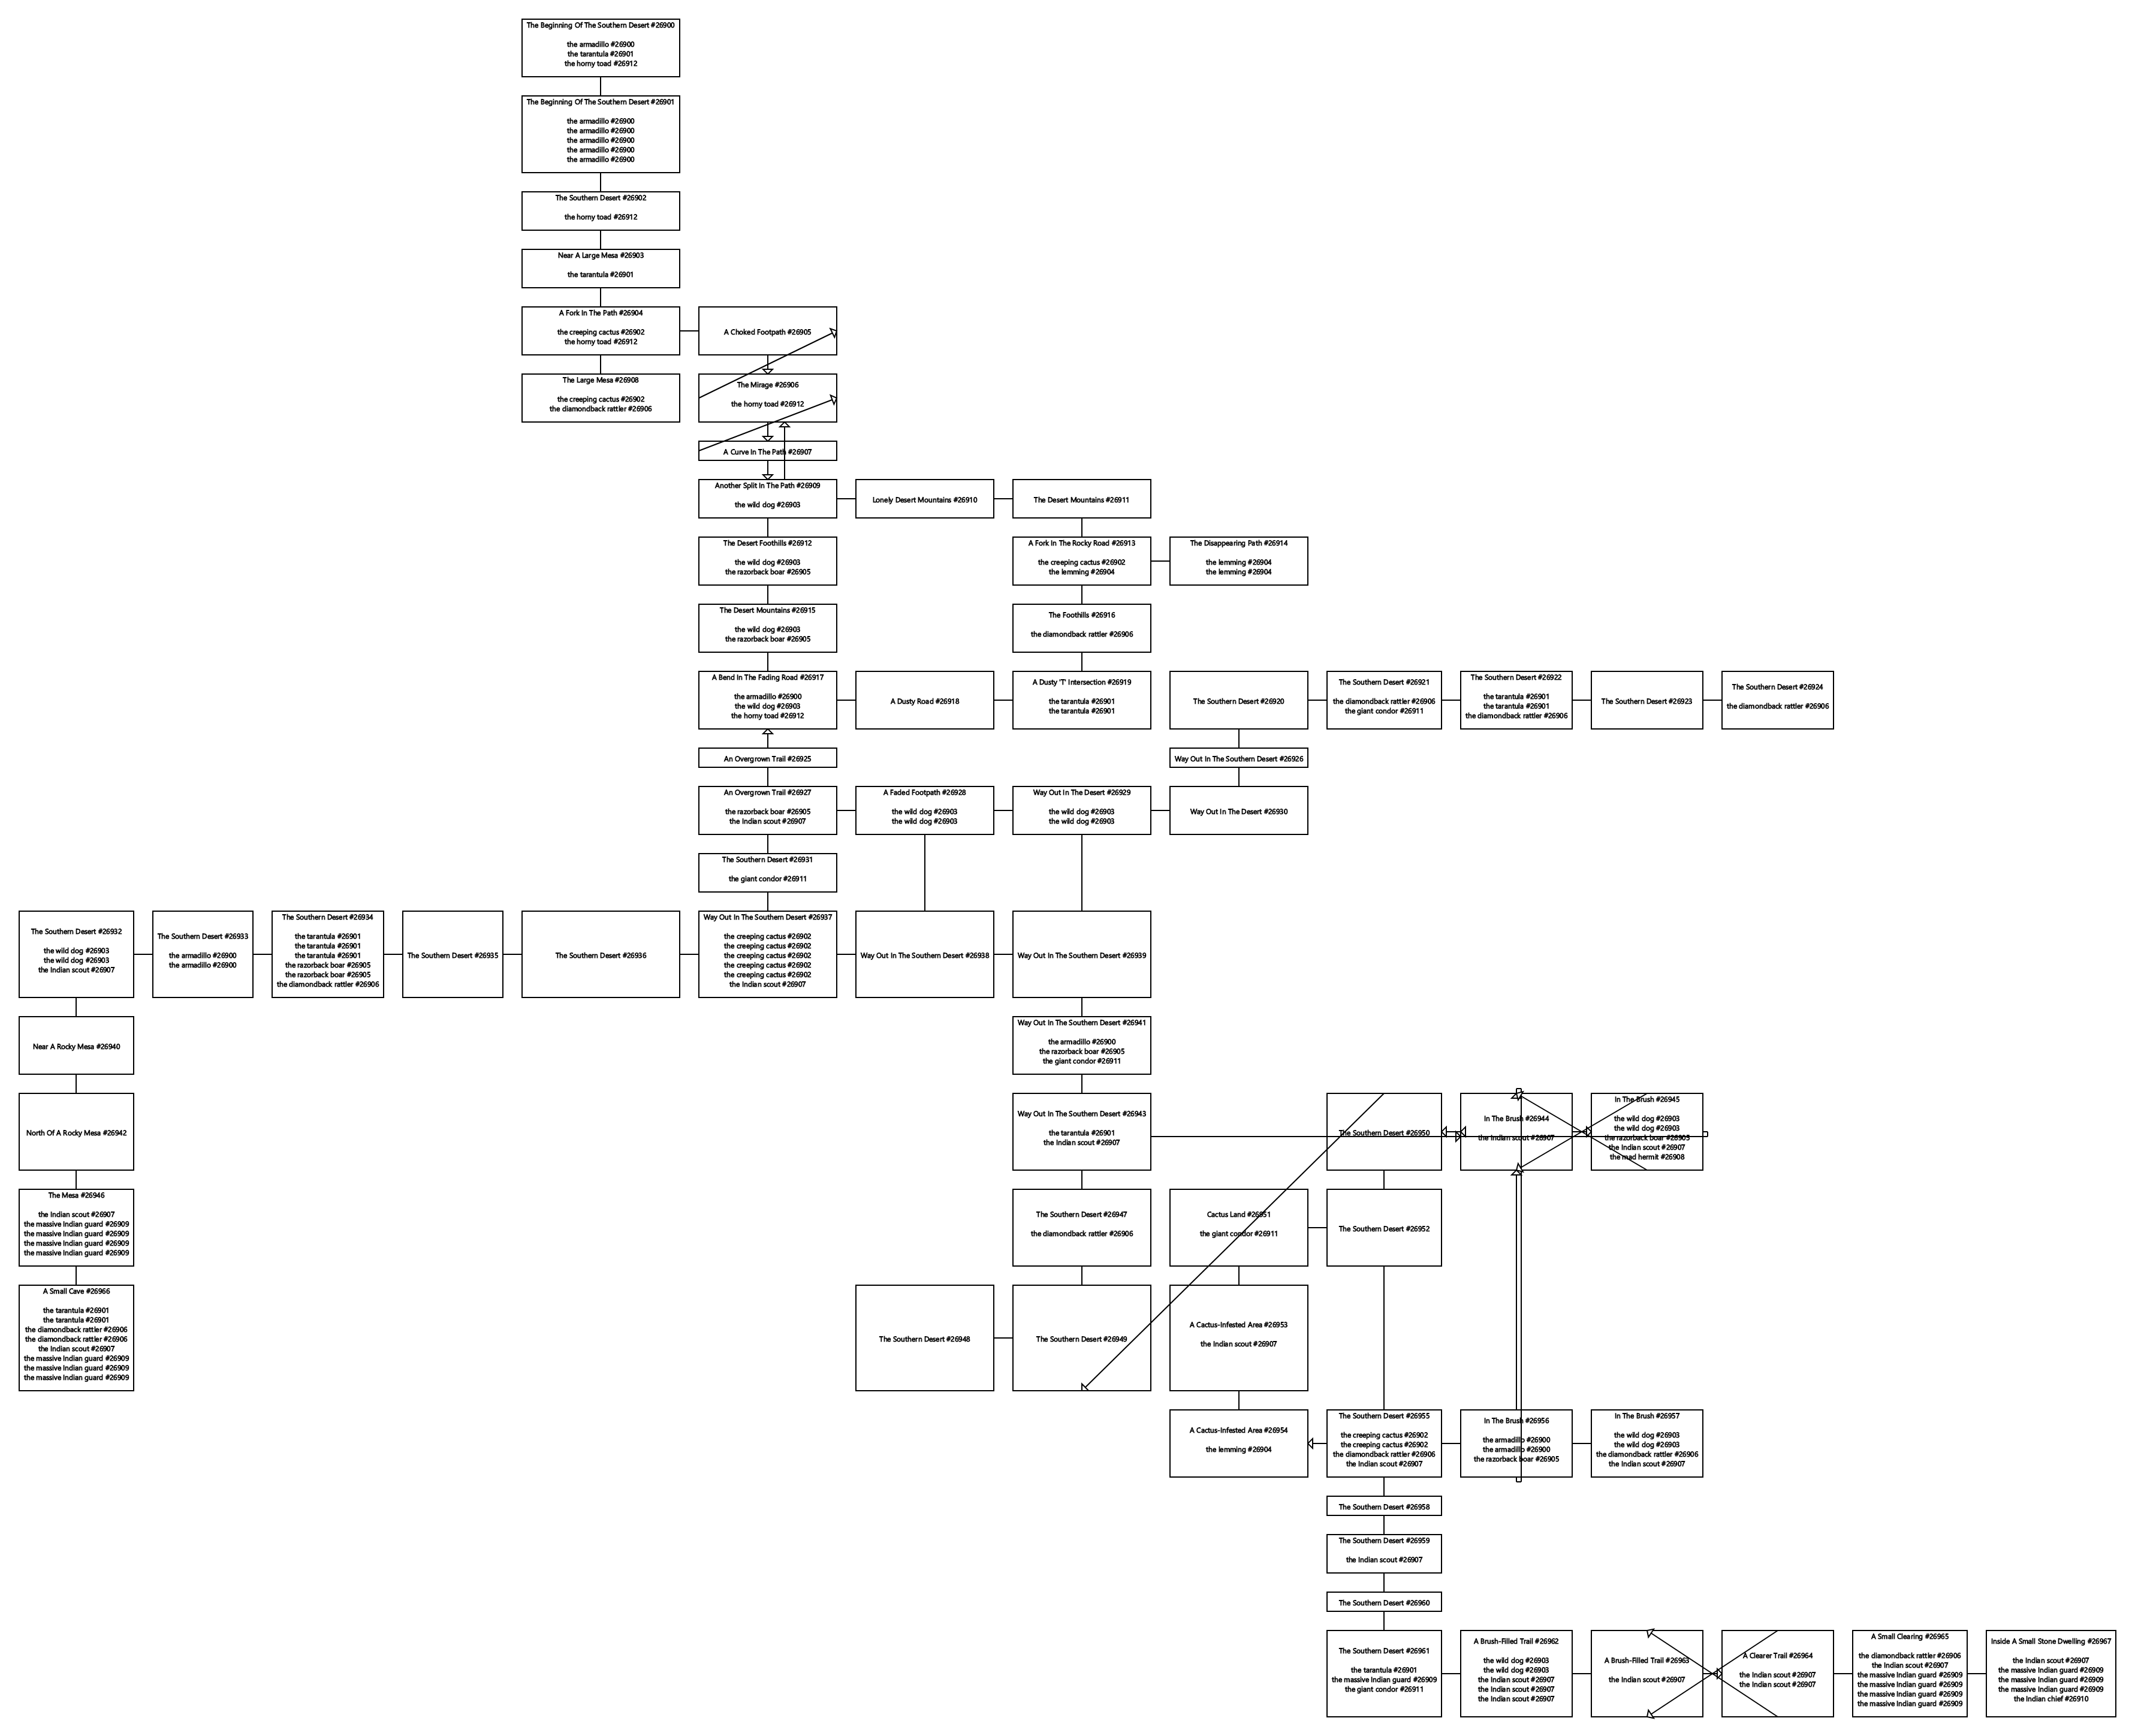 The Beginning Of The Southern Desert #26900
the armadillo #26900
the tarantula #26901
the horny toad #26912
The Beginning Of The Southern Desert #26901
the armadillo #26900
the armadillo #26900
the armadillo #26900
the armadillo #26900
the armadillo #26900
The Southern Desert #26902
the horny toad #26912
Near A Large Mesa #26903
the tarantula #26901
A Fork In The Path #26904
the creeping cactus #26902
the horny toad #26912
A Choked Footpath #26905
The Large Mesa #26908
the creeping cactus #26902
the diamondback rattler #26906
The Mirage #26906
the horny toad #26912
A Curve In The Path #26907
Another Split In The Path #26909
the wild dog #26903
Lonely Desert Mountains #26910
The Desert Mountains #26911
The Desert Foothills #26912
the wild dog #26903
the razorback boar #26905
A Fork In The Rocky Road #26913
the creeping cactus #26902
the lemming #26904
The Disappearing Path #26914
the lemming #26904
the lemming #26904
The Desert Mountains #26915
the wild dog #26903
the razorback boar #26905
The Foothills #26916
the diamondback rattler #26906
A Bend In The Fading Road #26917
the armadillo #26900
the wild dog #26903
the horny toad #26912
A Dusty Road #26918
A Dusty 'T' Intersection #26919
the tarantula #26901
the tarantula #26901
The Southern Desert #26920
The Southern Desert #26921
the diamondback rattler #26906
the giant condor #26911
The Southern Desert #26922
the tarantula #26901
the tarantula #26901
the diamondback rattler #26906
The Southern Desert #26923
The Southern Desert #26924
the diamondback rattler #26906
An Overgrown Trail #26925
Way Out In The Southern Desert #26926
An Overgrown Trail #26927
the razorback boar #26905
the Indian scout #26907
A Faded Footpath #26928
the wild dog #26903
the wild dog #26903
Way Out In The Desert #26929
the wild dog #26903
the wild dog #26903
Way Out In The Desert #26930
The Southern Desert #26931
the giant condor #26911
The Southern Desert #26932
the wild dog #26903
the wild dog #26903
the Indian scout #26907
The Southern Desert #26933
the armadillo #26900
the armadillo #26900
The Southern Desert #26934
the tarantula #26901
the tarantula #26901
the tarantula #26901
the razorback boar #26905
the razorback boar #26905
the diamondback rattler #26906
The Southern Desert #26935
The Southern Desert #26936
Way Out In The Southern Desert #26937
the creeping cactus #26902
the creeping cactus #26902
the creeping cactus #26902
the creeping cactus #26902
the creeping cactus #26902
the Indian scout #26907
Way Out In The Southern Desert #26938
Way Out In The Southern Desert #26939
Near A Rocky Mesa #26940
Way Out In The Southern Desert #26941
the armadillo #26900
the razorback boar #26905
the giant condor #26911
North Of A Rocky Mesa #26942
Way Out In The Southern Desert #26943
the tarantula #26901
the Indian scout #26907
The Southern Desert #26950
In The Brush #26944
the Indian scout #26907
In The Brush #26945
the wild dog #26903
the wild dog #26903
the razorback boar #26905
the Indian scout #26907
the mad hermit #26908
The Mesa #26946
the Indian scout #26907
the massive Indian guard #26909
the massive Indian guard #26909
the massive Indian guard #26909
the massive Indian guard #26909
The Southern Desert #26947
the diamondback rattler #26906
Cactus Land #26951
the giant condor #26911
The Southern Desert #26952
A Small Cave #26966
the tarantula #26901
the tarantula #26901
the diamondback rattler #26906
the diamondback rattler #26906
the Indian scout #26907
the massive Indian guard #26909
the massive Indian guard #26909
the massive Indian guard #26909
The Southern Desert #26948
The Southern Desert #26949
A Cactus-Infested Area #26953
the Indian scout #26907
A Cactus-Infested Area #26954
the lemming #26904
The Southern Desert #26955
the creeping cactus #26902
the creeping cactus #26902
the diamondback rattler #26906
the Indian scout #26907
In The Brush #26956
the armadillo #26900
the armadillo #26900
the razorback boar #26905
In The Brush #26957
the wild dog #26903
the wild dog #26903
the diamondback rattler #26906
the Indian scout #26907
The Southern Desert #26958
The Southern Desert #26959
the Indian scout #26907
The Southern Desert #26960
The Southern Desert #26961
the tarantula #26901
the massive Indian guard #26909
the giant condor #26911
A Brush-Filled Trail #26962
the wild dog #26903
the wild dog #26903
the Indian scout #26907
the Indian scout #26907
the Indian scout #26907
A Brush-Filled Trail #26963
the Indian scout #26907
A Clearer Trail #26964
the Indian scout #26907
the Indian scout #26907
A Small Clearing #26965
the diamondback rattler #26906
the Indian scout #26907
the massive Indian guard #26909
the massive Indian guard #26909
the massive Indian guard #26909
the massive Indian guard #26909
Inside A Small Stone Dwelling #26967
the Indian scout #26907
the massive Indian guard #26909
the massive Indian guard #26909
the massive Indian guard #26909
the Indian chief #26910